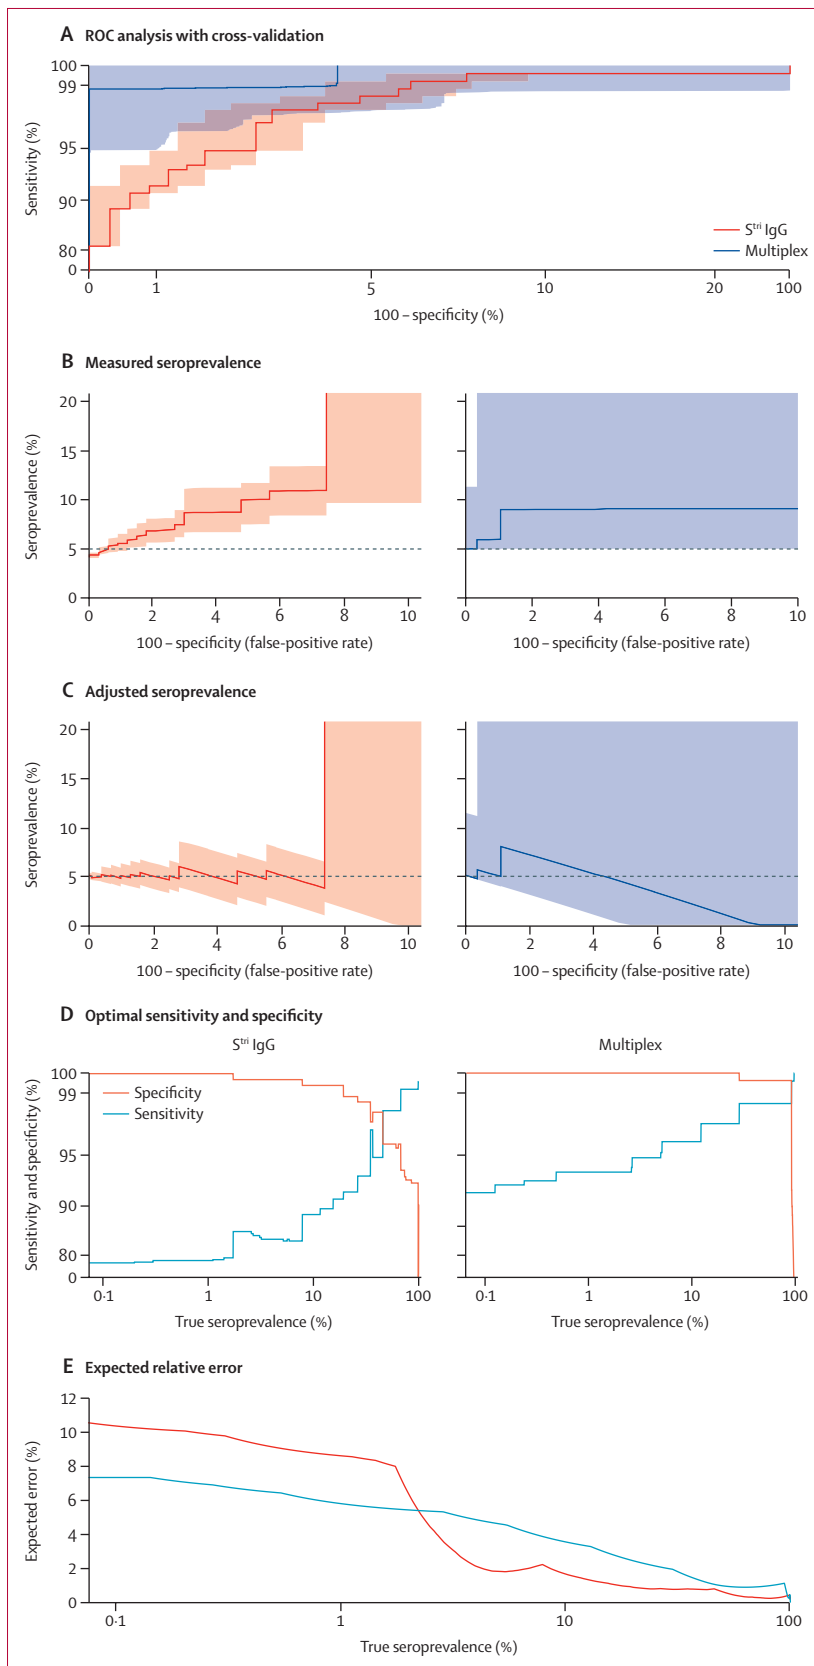 A ROC analysis with cross-validation
100
99
95
90
80
0
Sensitivity (%)
Stri IgG
Multiplex
0 1 5 10 20 100
100 – specificity (%)
B Measured seroprevalence
20
15
10
5
0
Seroprevalence (%)
0 2 4 6 8 10
0 2 4 6 8 10
100 – specificity (false-positive rate)
100 – specificity (false-positive rate)
C Adjusted seroprevalence
20
15
10
5
0
Seroprevalence (%)
0 2 4 6 8 10
0 2 4 6 8 10
100 – specificity (false-positive rate)
100 – specificity (false-positive rate)
D Optimal sensitivity and specificity
Stri IgG
Multiplex
100
99
95
90
80
0
Sensitivity and specificity (%)
Specificity
Sensitivity
0·1 1 10 100
0·1 1 10 100
True seroprevalence (%)
True seroprevalence (%)
E Expected relative error
12
10
8
6
4
2
0
Expected error (%)
0·1 1 10 100
True seroprevalence (%)